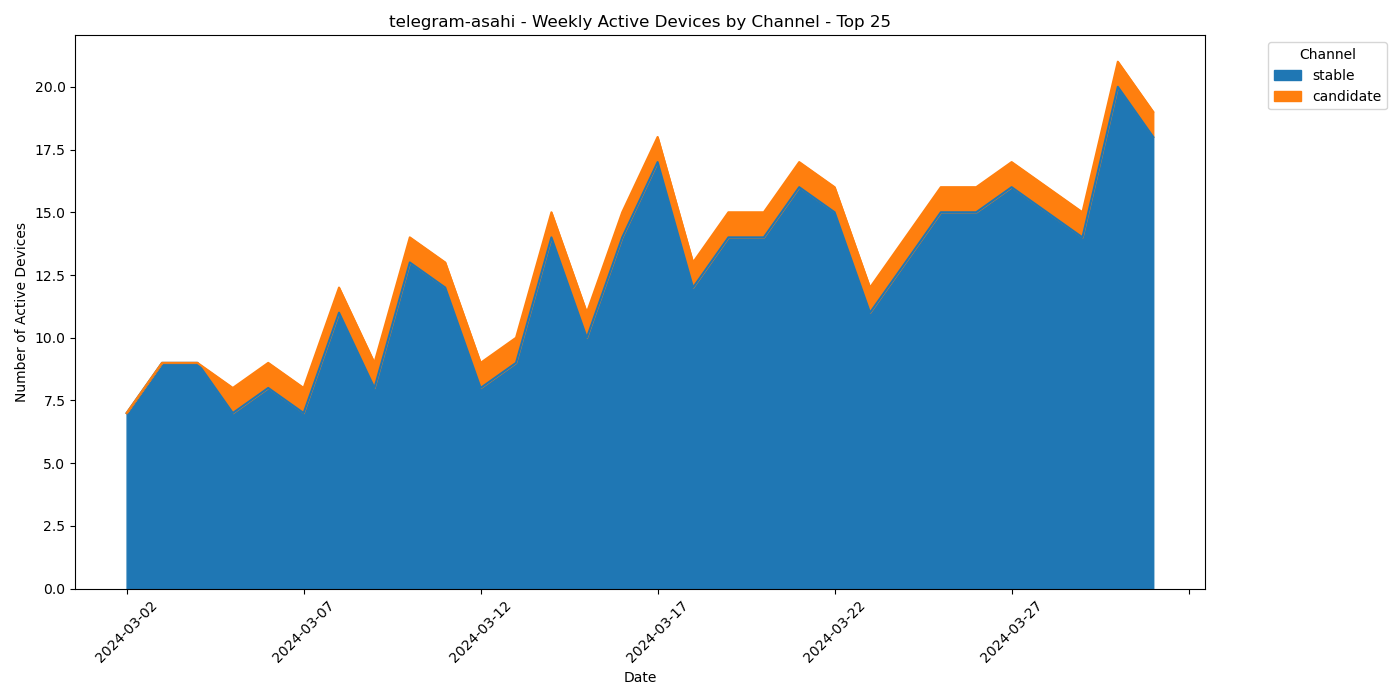 telegram-asahi - Weekly Active Devices by Channel - Top 25
Channel
stable
candidate
Number of Active Devices
20.0
17.5
15.0
12.5
10.0
7.5
5.0
2.5
0.0
2024-03-02
2024-03-07
2024-03-12
2024-03-17
2024-03-22
2024-03-27
Date